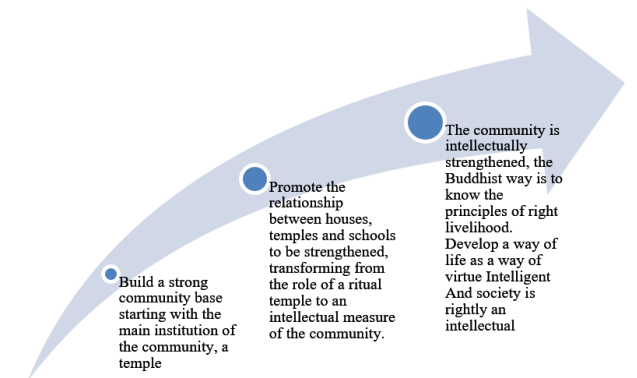 Build a strong
community base
starting with the
main institution of
the community, a
temple
Promote the
relationship
between houses,
temples and schools
to be strengthened,
transforming from
the role of a ritual
temple to an
intellectual measure
of the community.
The community is
intellectually
strengthened, the
Buddhist way is to
know the
principles of right
livelihood.
Develop a way of
life as a way of
virtue Intelligent
And society is
rightly an
intellectual